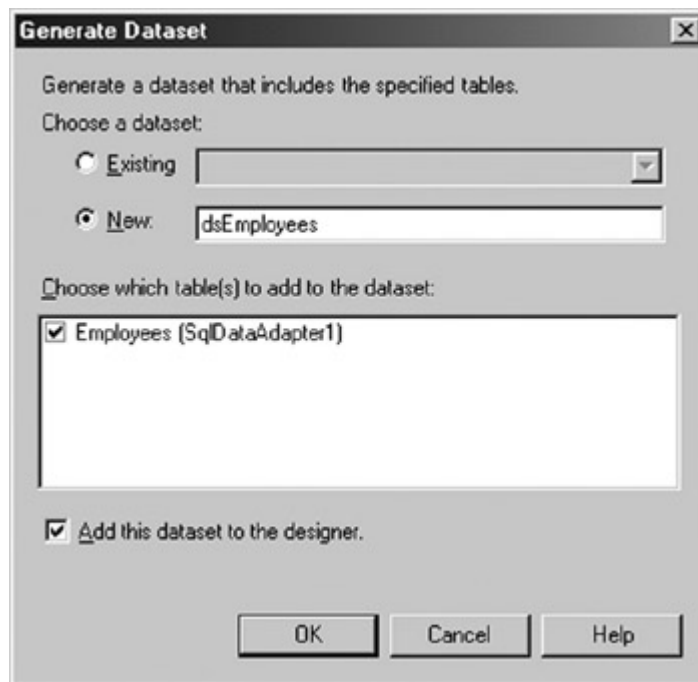 Generate Dataset
Generate a dataset that includes the specified tables.
Choose a dataset:
Existing
New:
dsEmployees
Choose which table(s) to add to the dataset:
Employees (SqlDataAdapter1)
Add this dataset to the designer.
OK
Cancel
Help